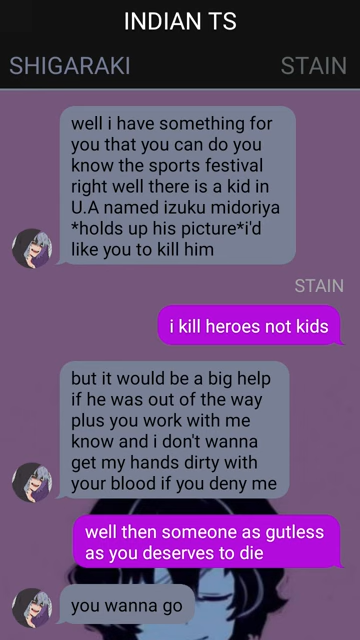 INDIAN TS
SHIGARAKI STAIN
well i have something for
you that you can do you
know the sports festival
right well there is a kid in
U.A named izuku midoriya
*holds up his picture*i'd
like you to kill him
STAIN
i kill heroes not kids
but it would be a big help
if he was out of the way
plus you work with me
know and i don't wanna
get my hands dirty with
your blood if you deny me
well then someone as gutless
as you deserves to die
you wanna go